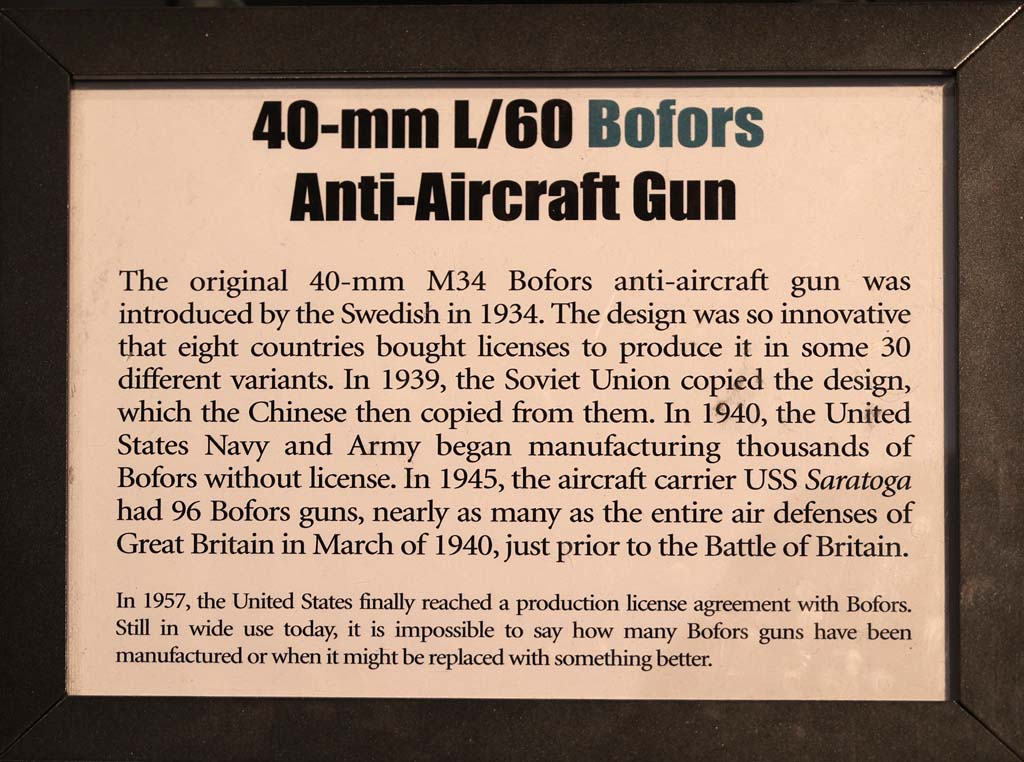 40-mm L/60 Bofors
Anti-Aircraft Gun
The original 40-mm M34 Bofors anti-aircraft gun was
introduced by the Swedish in 1934. The design was so innovative
that eight countries bought licenses to produce it in some 30
different variants. In 1939, the Soviet Union copied the design,
which the Chinese then copied from them. In 1940, the United
States Navy and Army began manufacturing thousands of
Bofors without license. In 1945, the aircraft carrier USS Saratoga
had 96 Bofors guns, nearly as many as the entire air defenses of
Great Britain in March of 1940, just prior to the Battle of Britain.
In 1957, the United States finally reached a production license agreement with Bofors.
Still in wide use today, it is impossible to say how many Bofors guns have been
manufactured or when it might be replaced with something better.